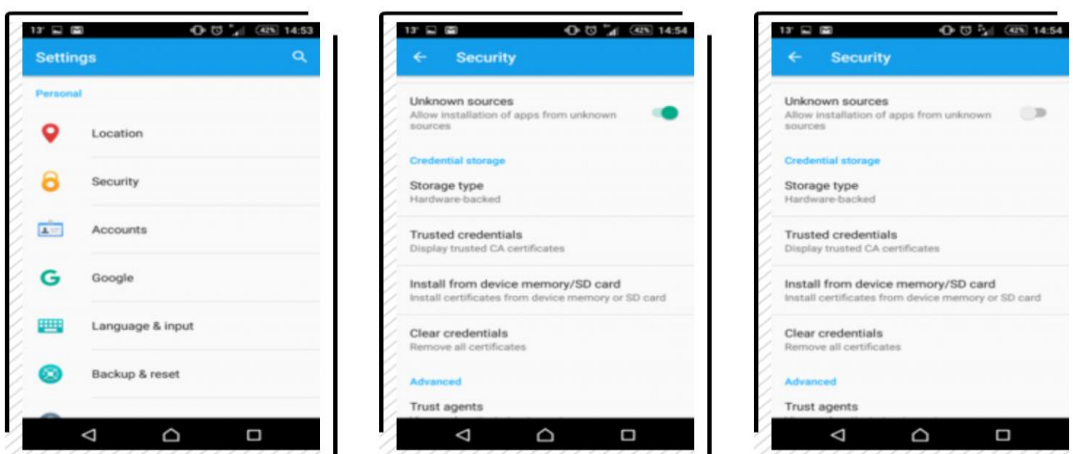 13° 42% 14:53
Settings
Personal
Location
Security
Accounts
Google
Language & input
Backup & reset
13° 42% 14:54
Security
Unknown sources
Allow installation of apps from unknown
sources
Credential storage
Storage type
Hardware-backed
Trusted credentials
Display trusted CA certificates
Install from device memory/SD card
Install certificates from device memory or SD card
Clear credentials
Remove all certificates
Advanced
Trust agents
13° 42% 14:54
Security
Unknown sources
Allow installation of apps from unknown
sources
Credential storage
Storage type
Hardware-backed
Trusted credentials
Display trusted CA certificates
Install from device memory/SD card
Install certificates from device memory or SD card
Clear credentials
Remove all certificates
Advanced
Trust agents